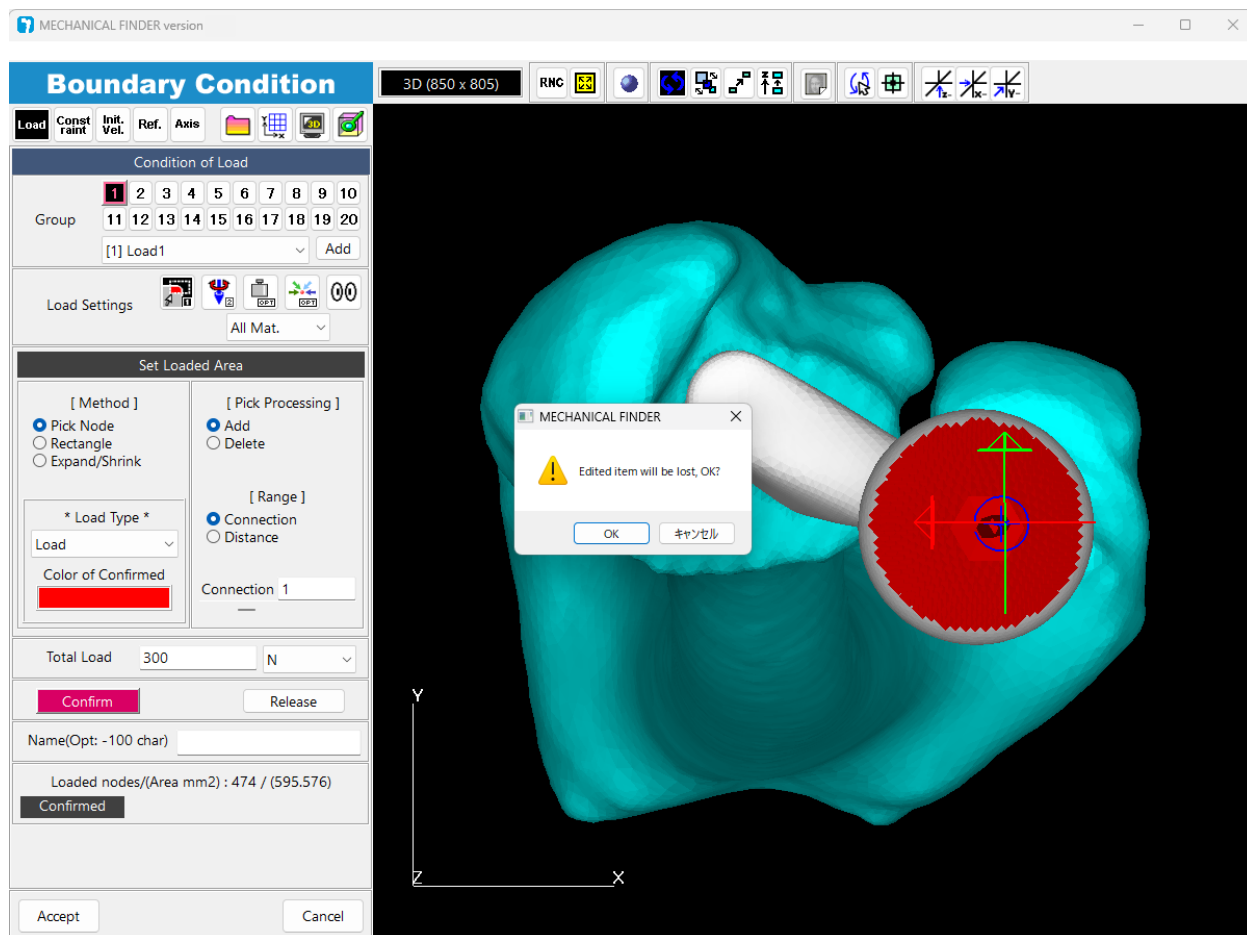 MECHANICAL FINDER version
Boundary Condition
3D (850 x 805)
RNC
Load
Const raint
Init. Vel.
Ref.
Axis
3D
Condition of Load
Group
1 2 3 4 5 6 7 8 9 10
11 12 13 14 15 16 17 18 19 20
[1] Load1
Add
Load Settings
1
2
OPT
OPT
All Mat.
Set Loaded Area
[ Method ]
Pick Node
Rectangle
Expand/Shrink
[ Pick Processing ]
Add
Delete
* Load Type *
Load
Color of Confirmed
[ Range ]
Connection
Distance
Connection 1
Total Load 300 N
Confirm
Release
Name(Opt: -100 char)
Loaded nodes/(Area mm2) : 474 / (595.576)
Confirmed
Accept
Cancel
MECHANICAL FINDER
Edited item will be lost, OK?
OK
キャンセル
Y
Z
X